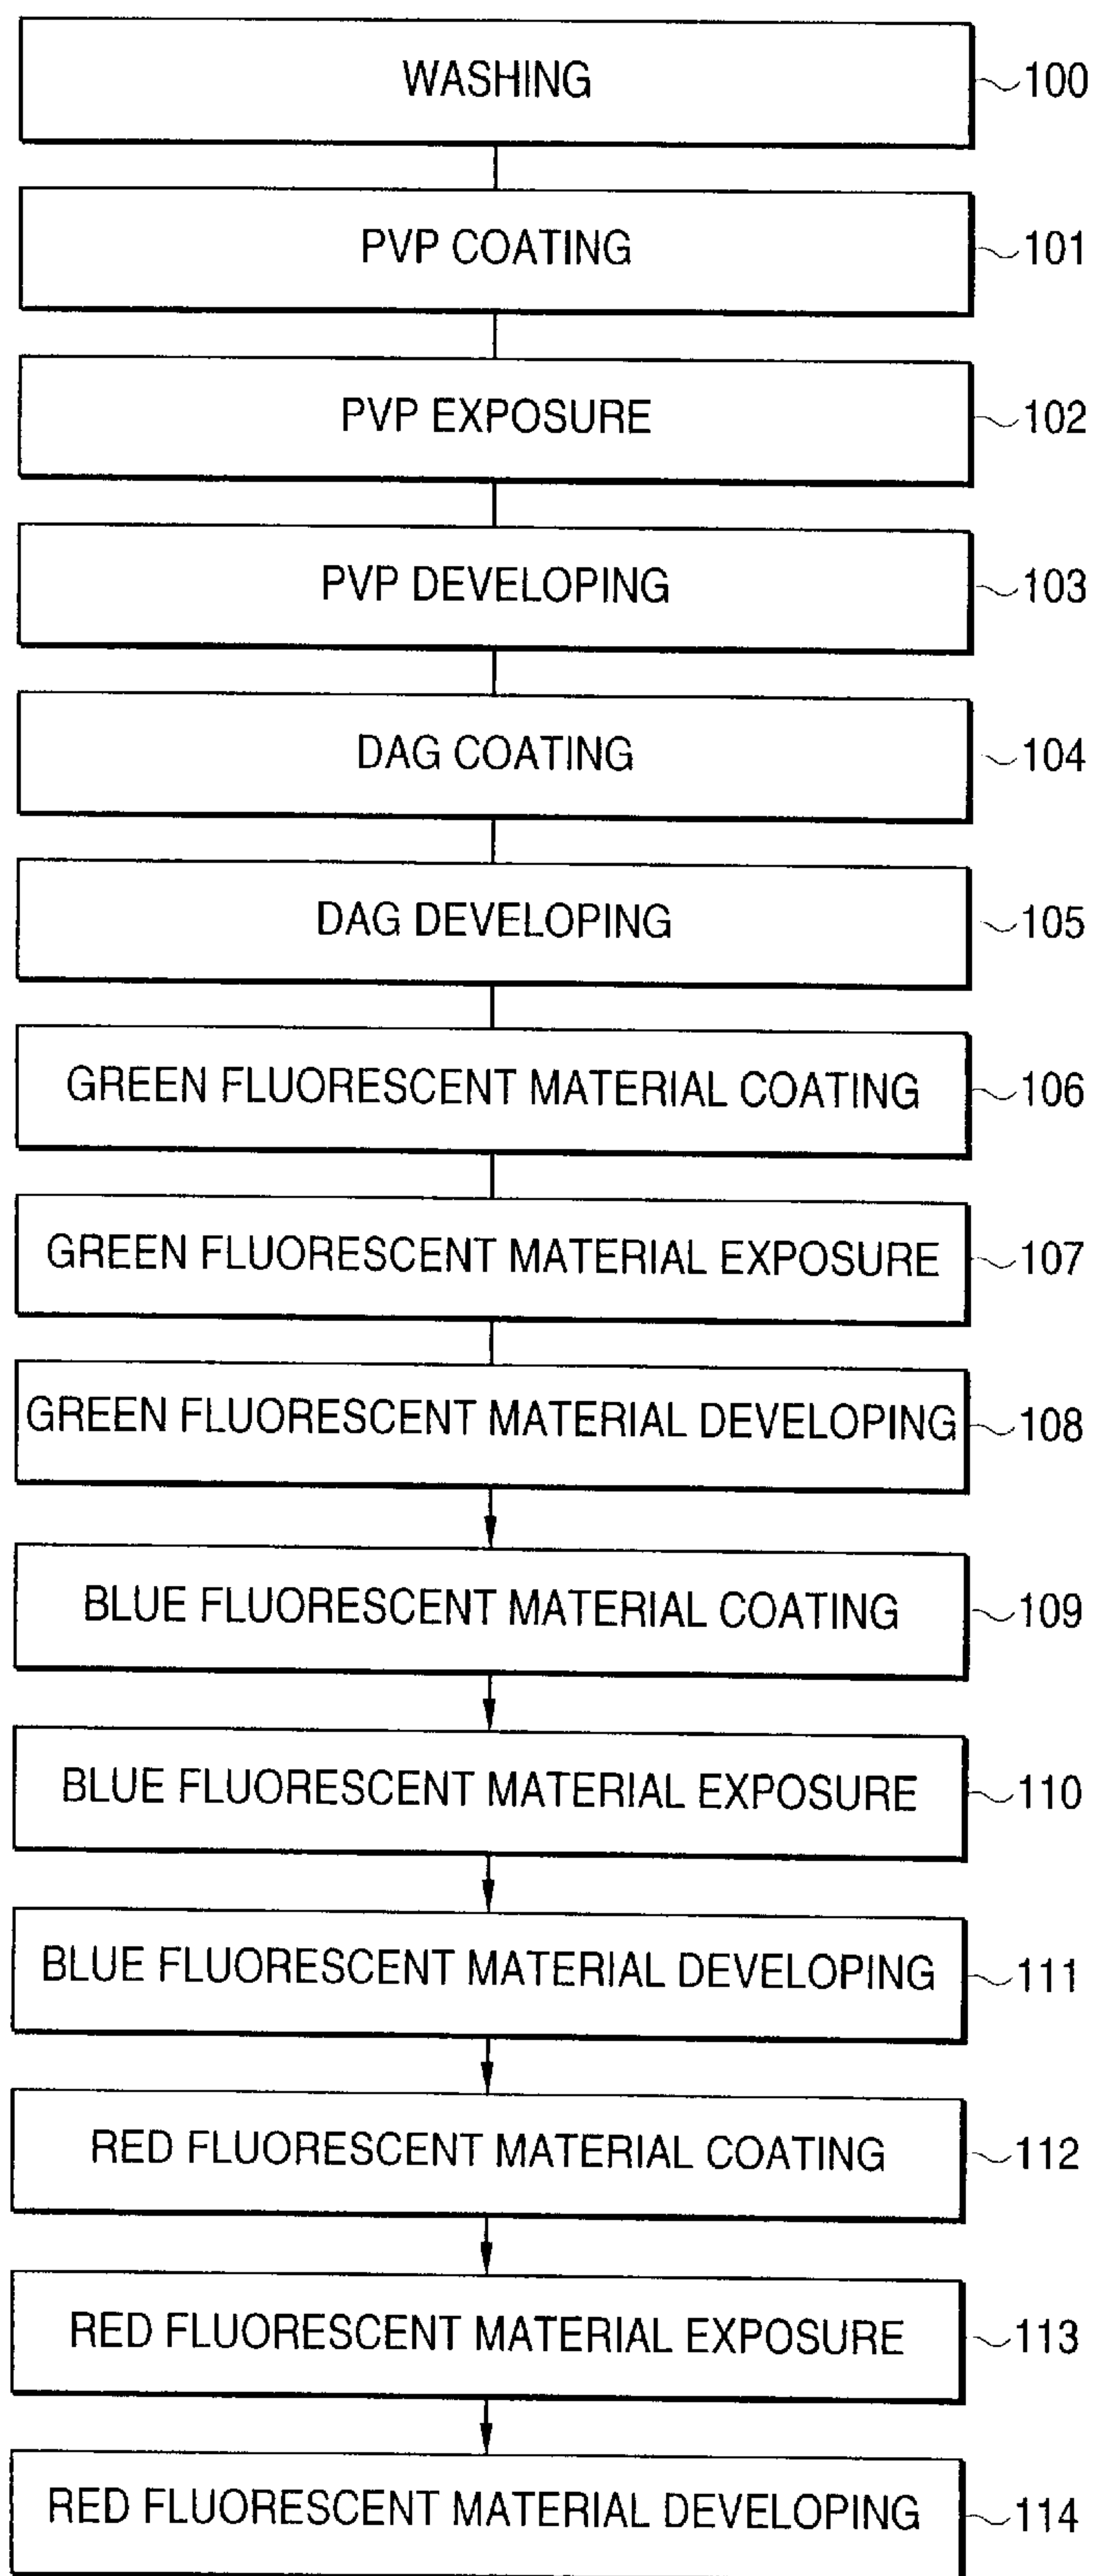 WASHING 100
PVP COATING 101
PVP EXPOSURE 102
PVP DEVELOPING 103
DAG COATING 104
DAG DEVELOPING 105
GREEN FLUORESCENT MATERIAL COATING 106
GREEN FLUORESCENT MATERIAL EXPOSURE 107
GREEN FLUORESCENT MATERIAL DEVELOPING 108
BLUE FLUORESCENT MATERIAL COATING 109
BLUE FLUORESCENT MATERIAL EXPOSURE 110
BLUE FLUORESCENT MATERIAL DEVELOPING 111
RED FLUORESCENT MATERIAL COATING 112
RED FLUORESCENT MATERIAL EXPOSURE 113
RED FLUORESCENT MATERIAL DEVELOPING 114